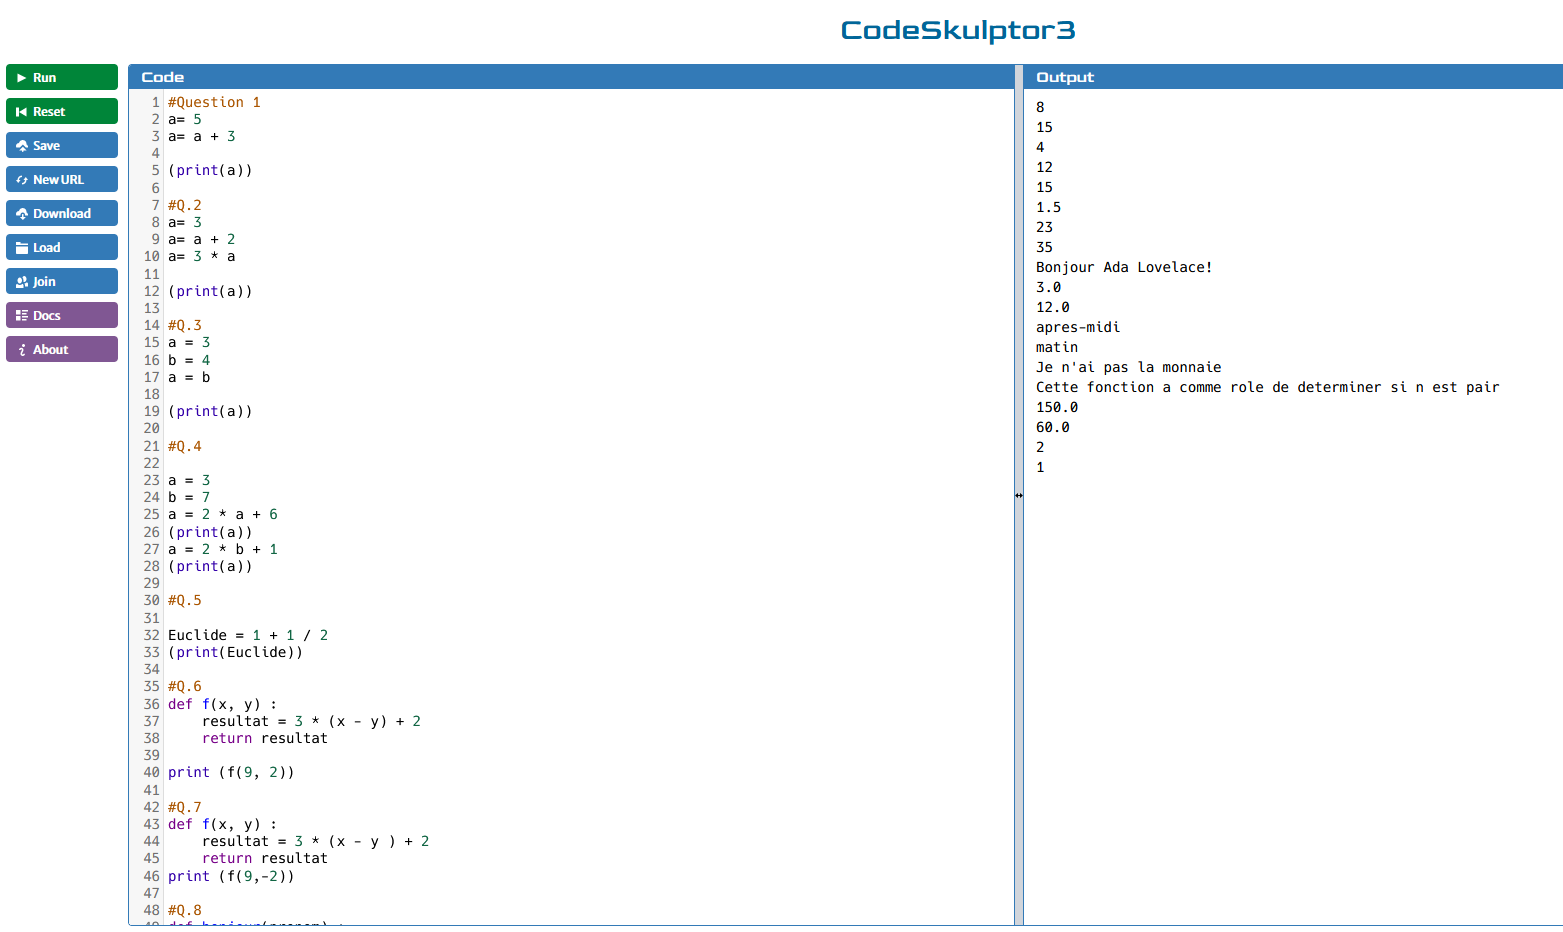 CodeSkulptor3
Run
Reset
Save
New URL
Download
Load
Join
Docs
About
Code
1 #Question 1
2 a= 5
3 a= a + 3
4
5 (print(a))
6
7 #Q.2
8 a= 3
9 a= a + 2
10 a= 3 * a
11
12 (print(a))
13
14 #Q.3
15 a = 3
16 b = 4
17 a = b
18
19 (print(a))
20
21 #Q.4
22
23 a = 3
24 b = 7
25 a = 2 * a + 6
26 (print(a))
27 a = 2 * b + 1
28 (print(a))
29
30 #Q.5
31
32 Euclide = 1 + 1 / 2
33 (print(Euclide))
34
35 #Q.6
36 def f(x, y) :
37     resultat = 3 * (x - y) + 2
38     return resultat
39
40 print (f(9, 2))
41
42 #Q.7
43 def f(x, y) :
44     resultat = 3 * (x - y ) + 2
45     return resultat
46 print (f(9,-2))
47
48 #Q.8
Output
8
15
4
12
15
1.5
23
35
Bonjour Ada Lovelace!
3.0
12.0
apres-midi
matin
Je n'ai pas la monnaie
Cette fonction a comme role de determiner si n est pair
150.0
60.0
2
1